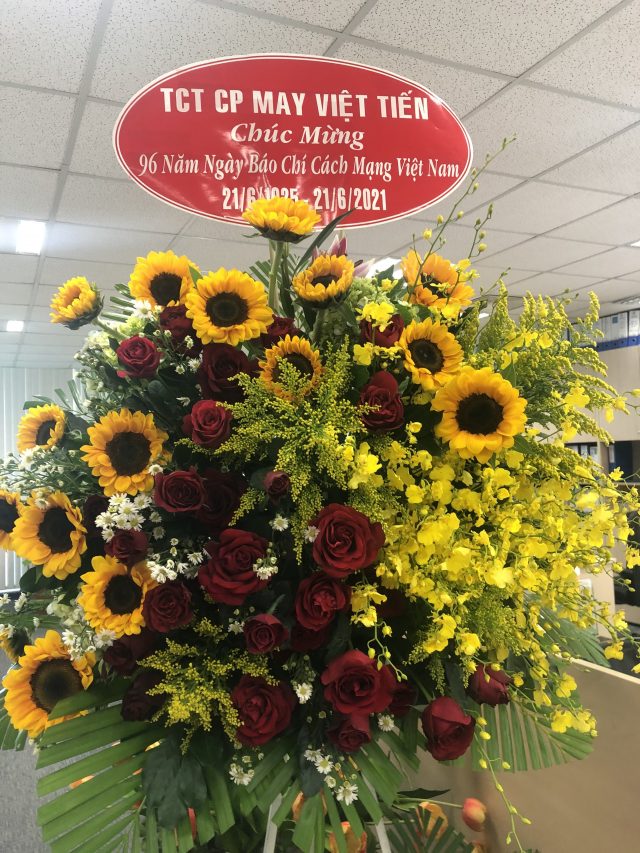 TCT CP MAY VIỆT TIẾN
Chúc Mừng
96 Năm Ngày Báo Chí Cách Mạng Việt Nam
21/6/1925 - 21/6/2021